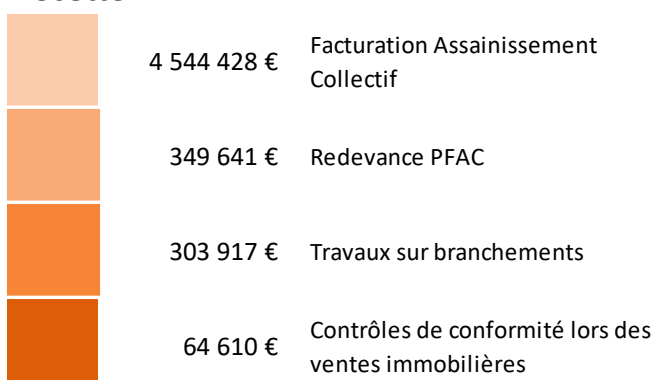 4 544 428 € Facturation Assainissement
Collectif
349 641 € Redevance PFAC
303 917 € Travaux sur branchements
64 610 € Contrôles de conformité lors des
ventes immobilières